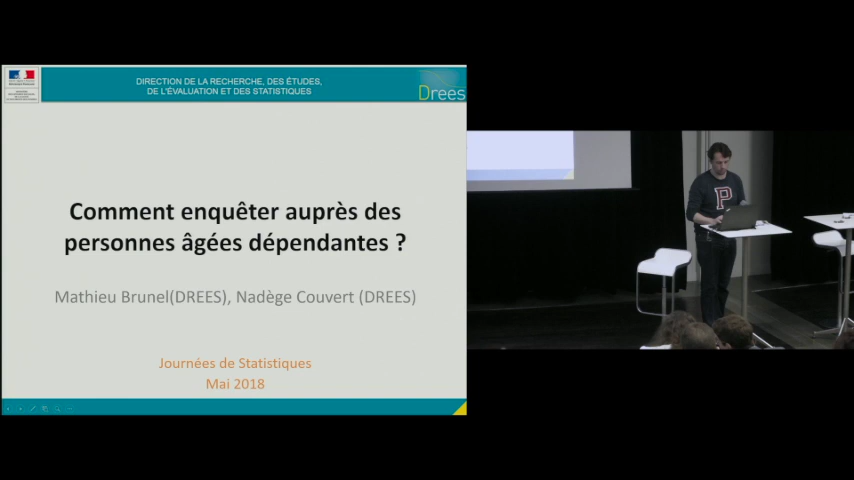 DIRECTION DE LA RECHERCHE, DES ÉTUDES,
DE L'ÉVALUATION ET DES STATISTIQUES
Drees
Comment enquêter auprès des
personnes âgées dépendantes ?
Mathieu Brunel(DREES), Nadège Couvert (DREES)
Journées de Statistiques
Mai 2018
P